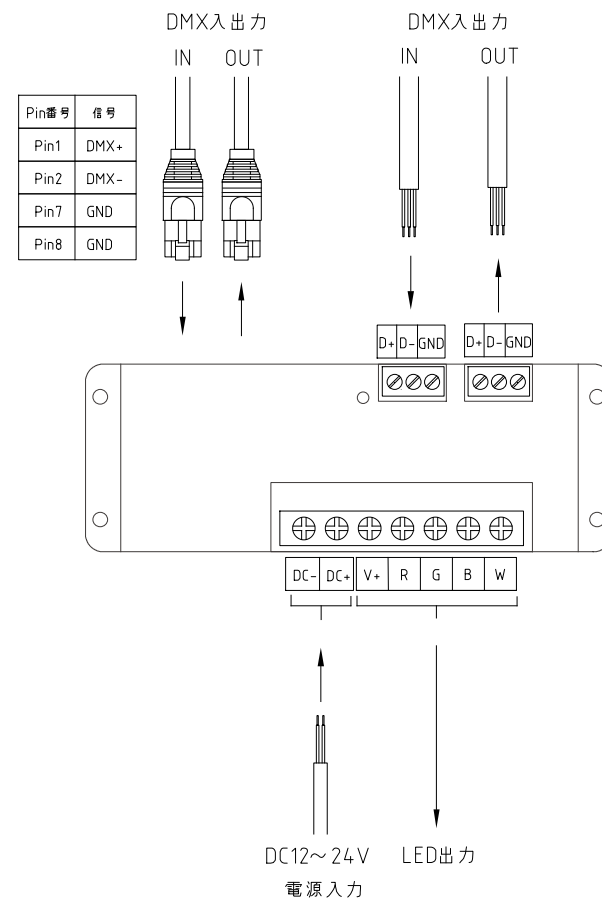 DMX入出力
IN OUT
DMX入出力
IN OUT
Pin番号 信号
Pin1 DMX+
Pin2 DMX-
Pin7 GND
Pin8 GND
D+ D- GND
D+ D- GND
DC- DC+ V+ R G B W
DC12～24V
電源入力
LED出力